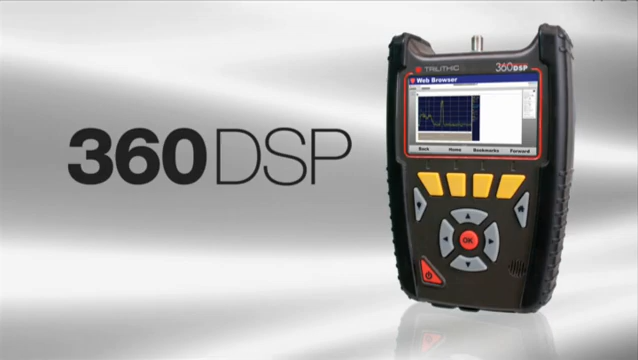 360DSP
TRILITHIC
360DSP
Web Browser
Back Home Bookmarks Forward
OK